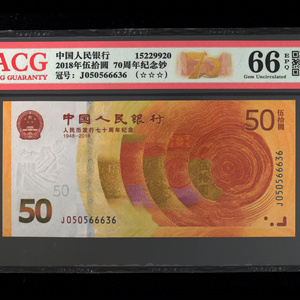 ACG
NG GUARANTY
中国人民银行 15229920
2018年伍拾圆 70周年纪念钞
冠号：J050566636 (☆☆☆)
70
66 EPQ
Gem Uncirculated
中国人民银行
人民币发行七十周年纪念
1948-2018
50
伍拾圆
50
50
J050566636
J050566636